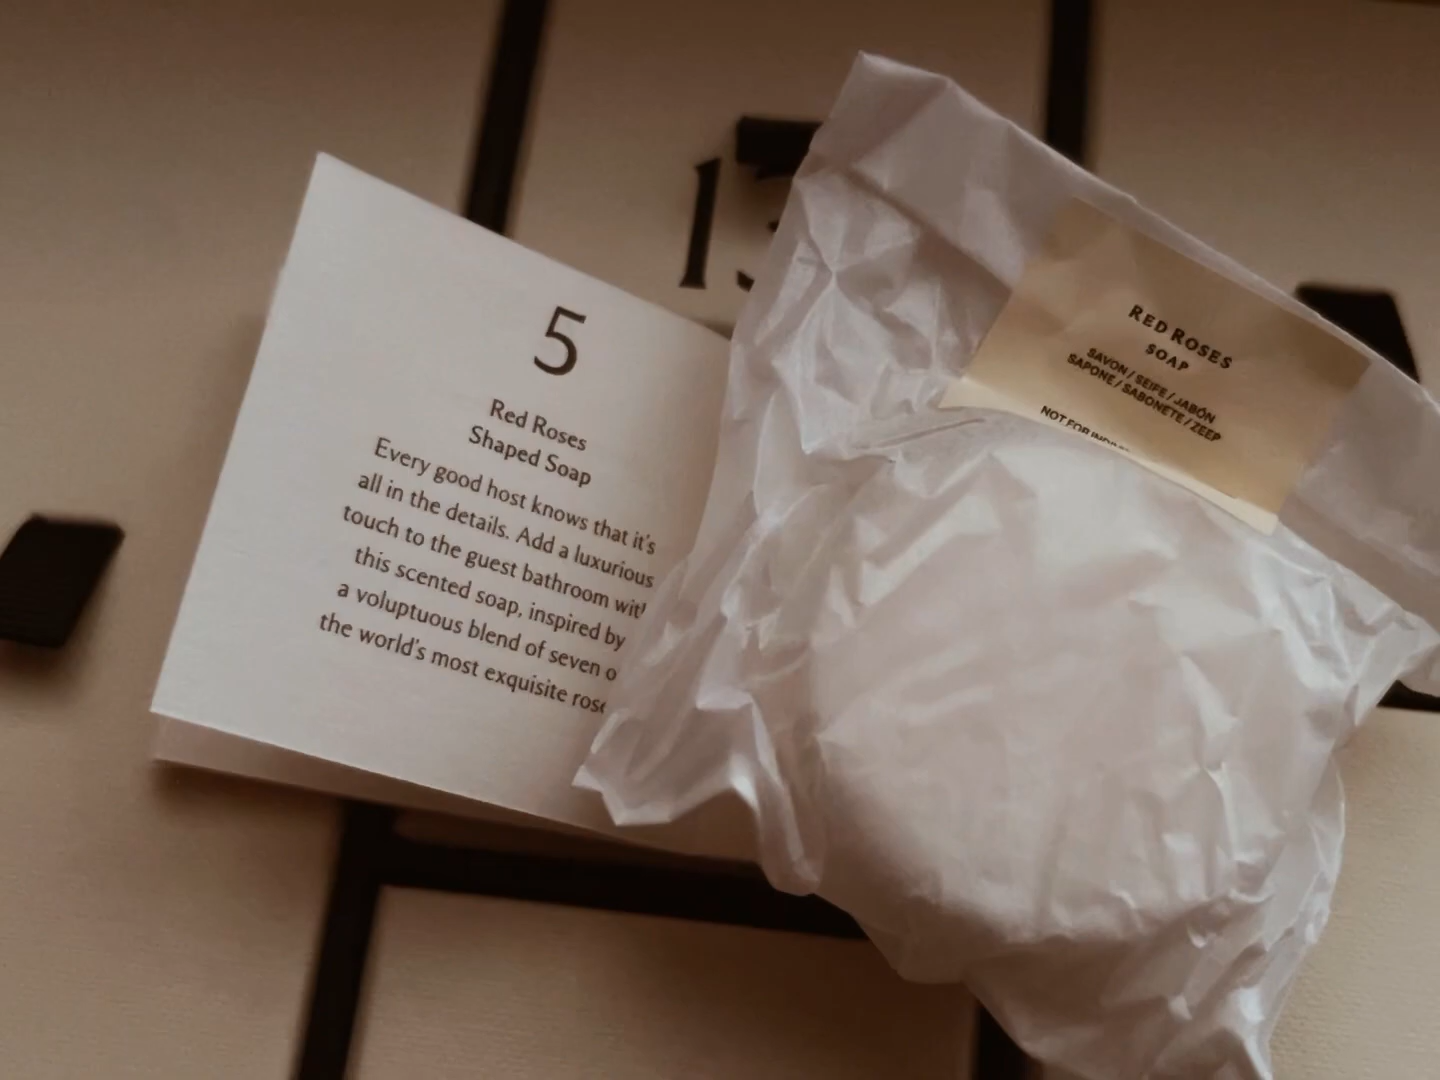 5
Red Roses
Shaped Soap
Every good host knows that it's
all in the details. Add a luxurious
touch to the guest bathroom
this scented soap, inspired by
a voluptuous blend of seven
the world's most exquisite
RED ROSES
SOAP
SAVON / SEIFE / JABÓN
SAPONE / SABONETE / ZEEP
NOT FOR